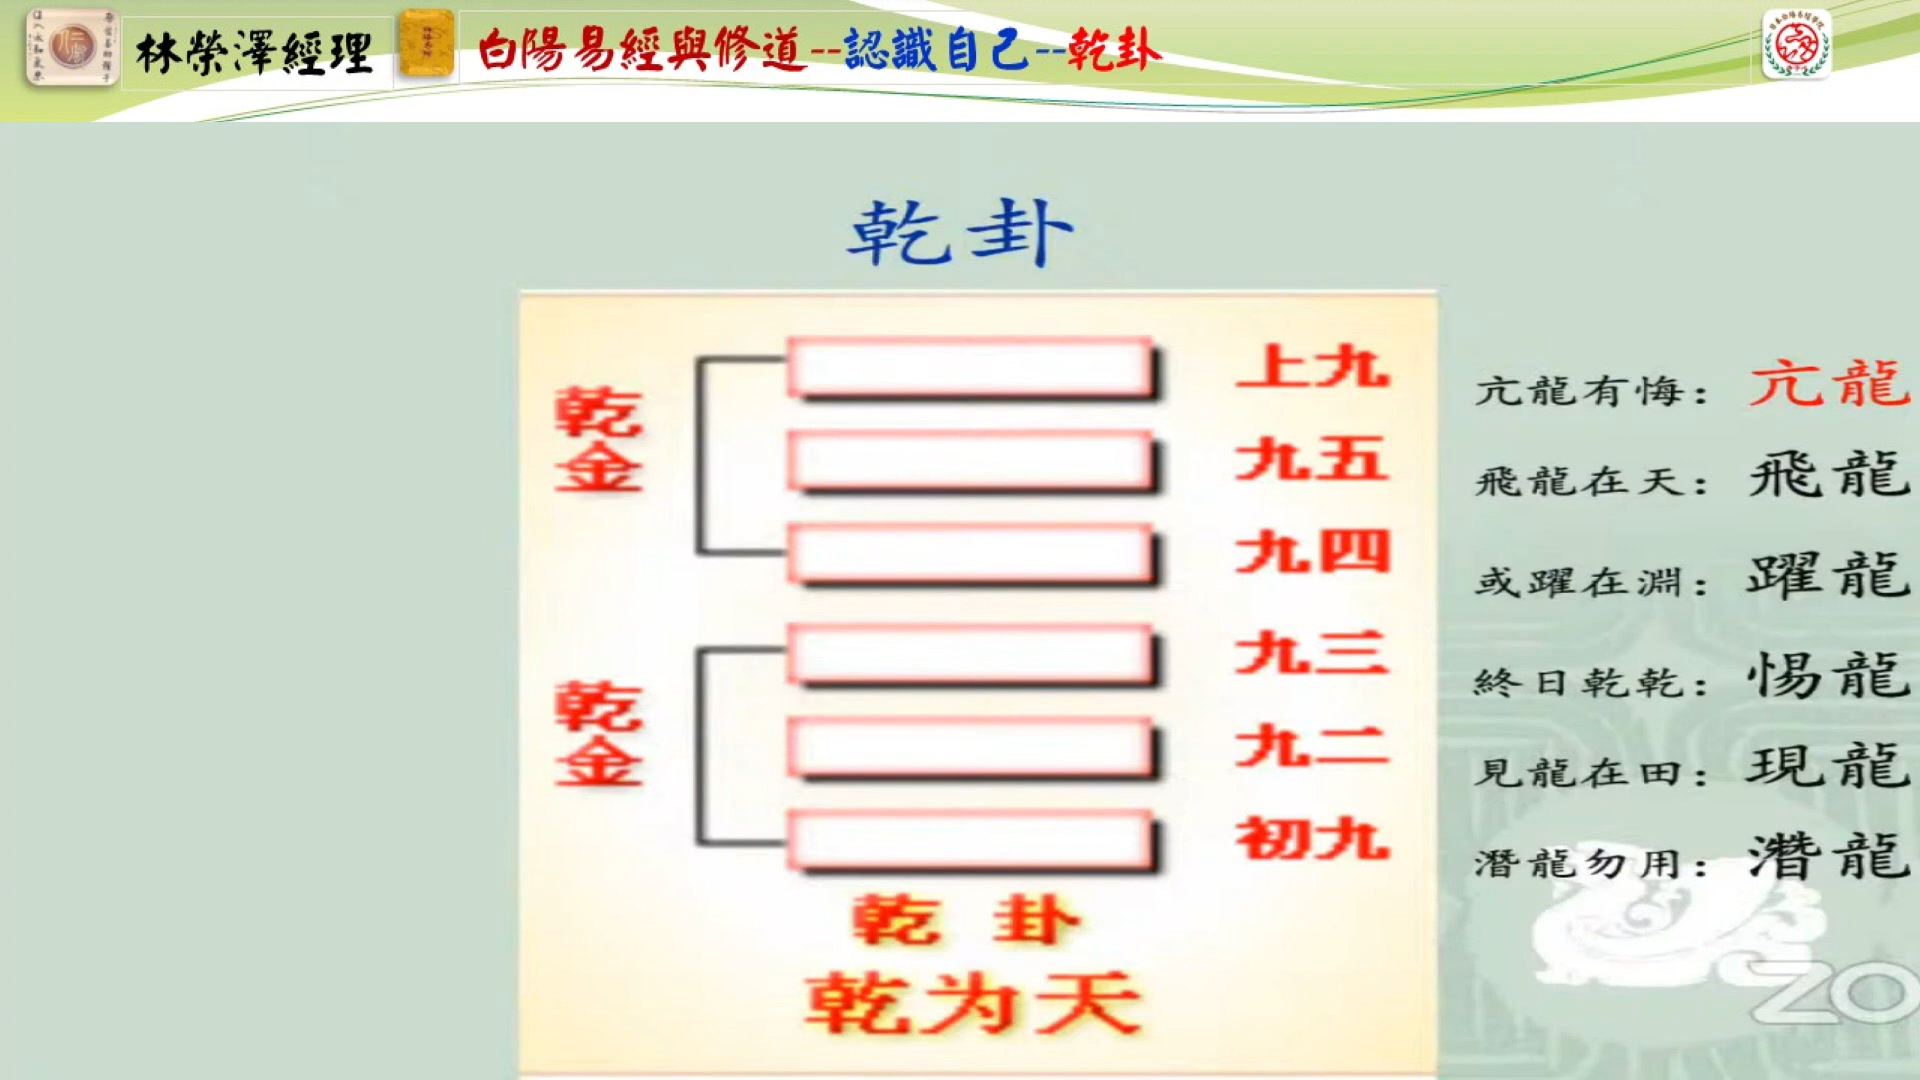 林榮澤經理 白陽易經與修道--認識自己--乾卦
乾卦
乾金
上九 亢龍有悔：亢龍
九五 飛龍在天：飛龍
九四 或躍在淵：躍龍
乾金
九三 終日乾乾：惕龍
九二 見龍在田：現龍
初九 潛龍勿用：潛龍
乾 卦
乾为天
ZO